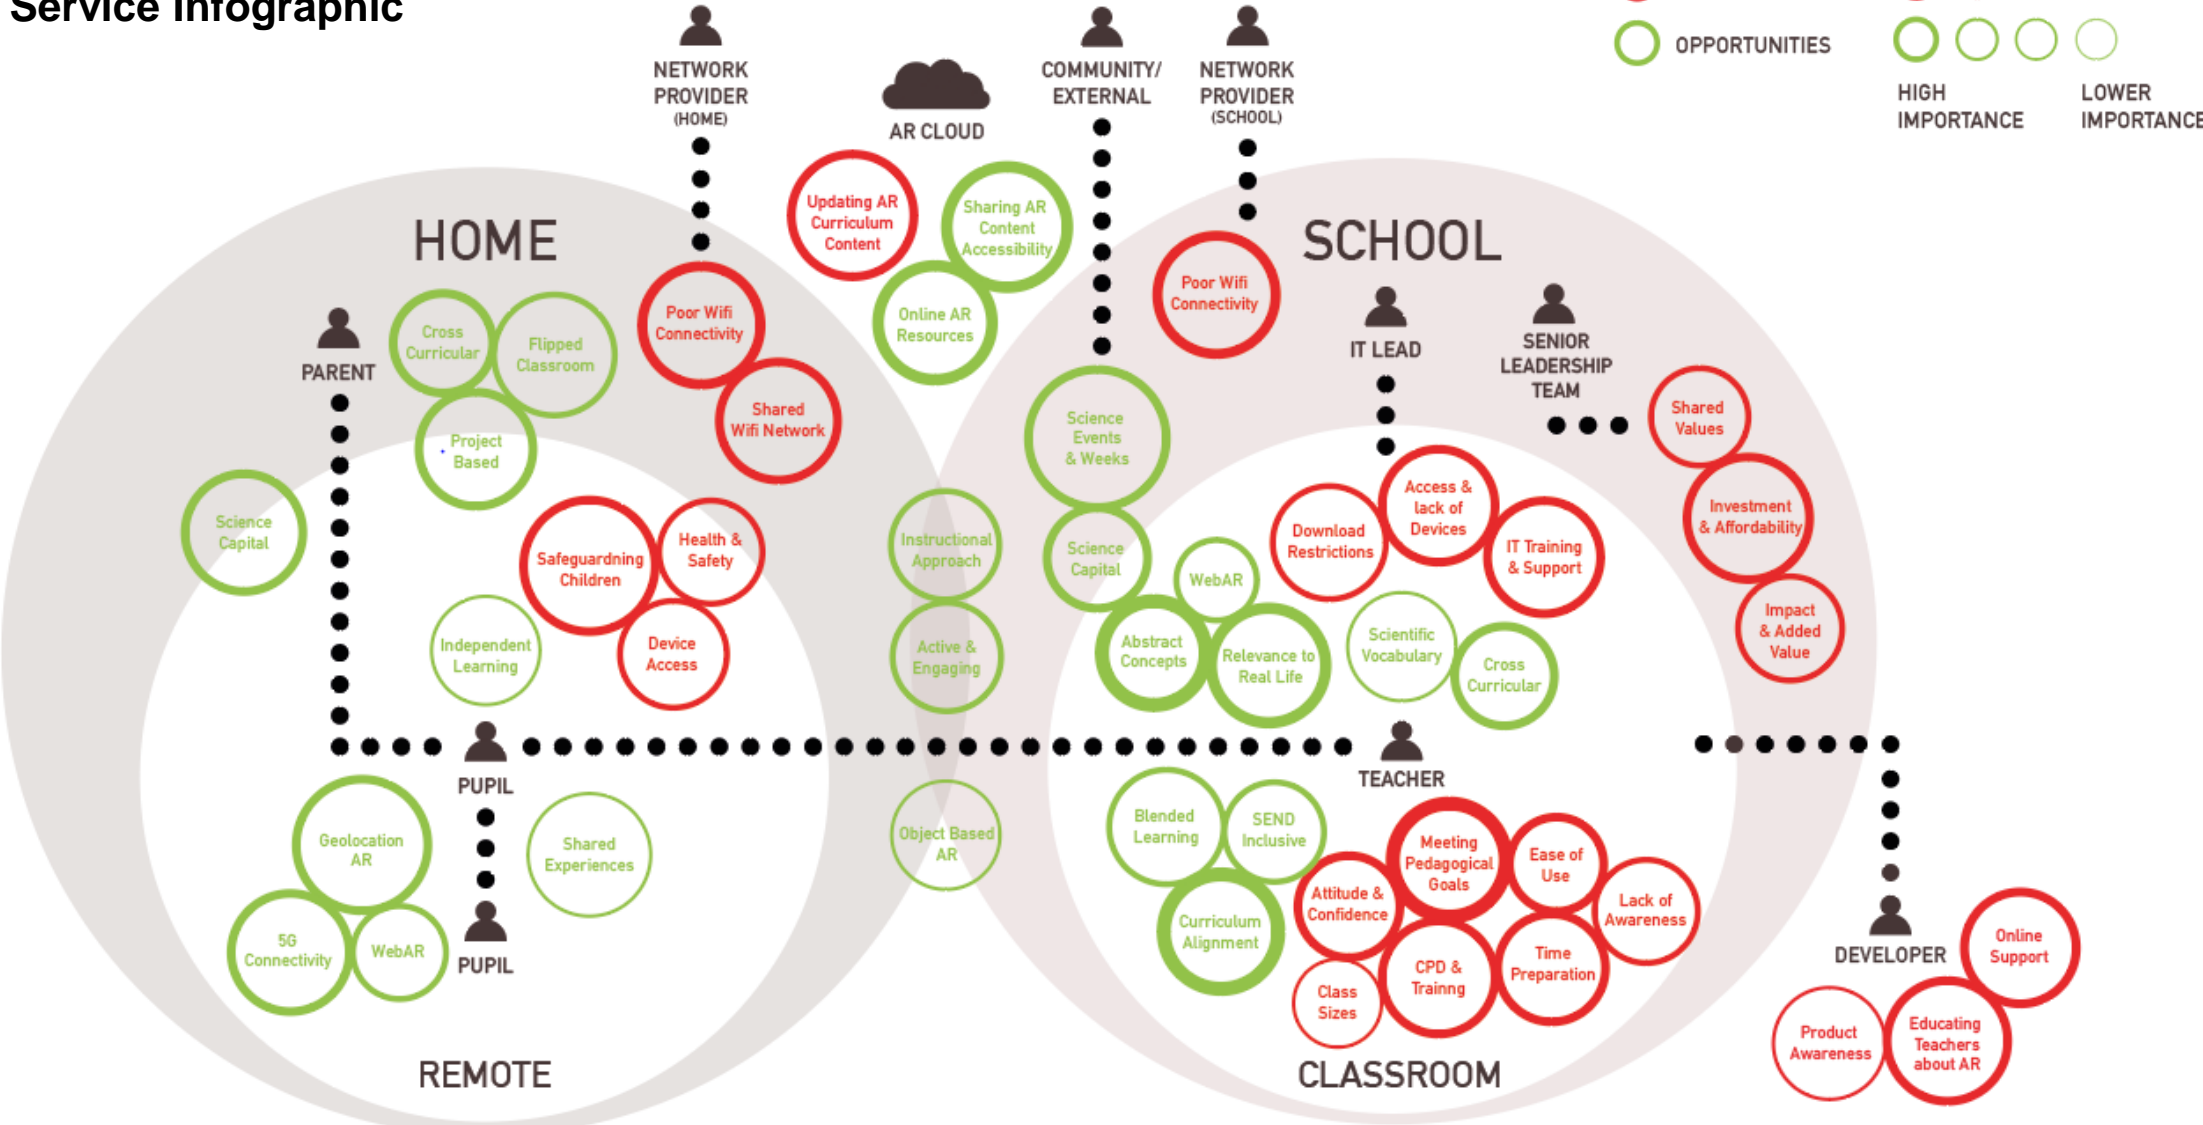 Service Infographic
OPPORTUNITIES
HIGH
IMPORTANCE
LOWER
IMPORTANCE
NETWORK
PROVIDER
(HOME)
AR CLOUD
COMMUNITY/
EXTERNAL
NETWORK
PROVIDER
(SCHOOL)
Updating AR
Curriculum
Content
Sharing AR
Content
Accessibility
Online AR
Resources
HOME
PARENT
Cross
Curricular
Flipped
Classroom
Project
Based
Poor Wifi
Connectivity
Shared
Wifi Network
Science
Capital
Safeguardning
Children
Health &
Safety
Device
Access
Independent
Learning
PUPIL
Geolocation
AR
5G
Connectivity
WebAR
Shared
Experiences
PUPIL
REMOTE
Instructional
Approach
Active &
Engaging
Object Based
AR
SCHOOL
Poor Wifi
Connectivity
IT LEAD
SENIOR
LEADERSHIP
TEAM
Shared
Values
Investment
& Affordability
Impact
& Added
Value
Science
Events
& Weeks
Science
Capital
WebAR
Abstract
Concepts
Relevance to
Real Life
Download
Restrictions
Access &
lack of
Devices
IT Training
& Support
Scientific
Vocabulary
Cross
Curricular
TEACHER
Blended
Learning
SEND
Inclusive
Curriculum
Alignment
Attitude &
Confidence
Meeting
Pedagogical
Goals
Ease of
Use
Lack of
Awareness
Class
Sizes
CPD &
Trainng
Time
Preparation
CLASSROOM
DEVELOPER
Online
Support
Product
Awareness
Educating
Teachers
about AR